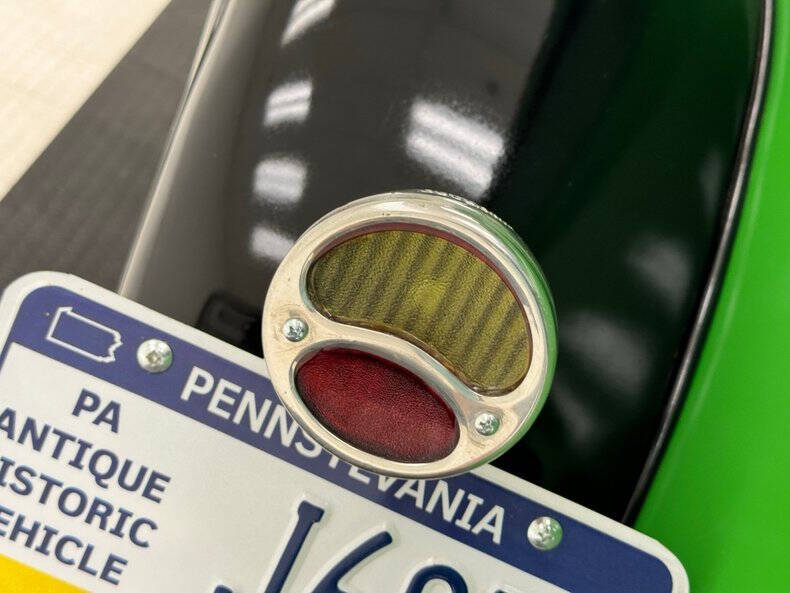 PENNSYLVANIA
PA
ANTIQUE
ISTORIC
EHICLE